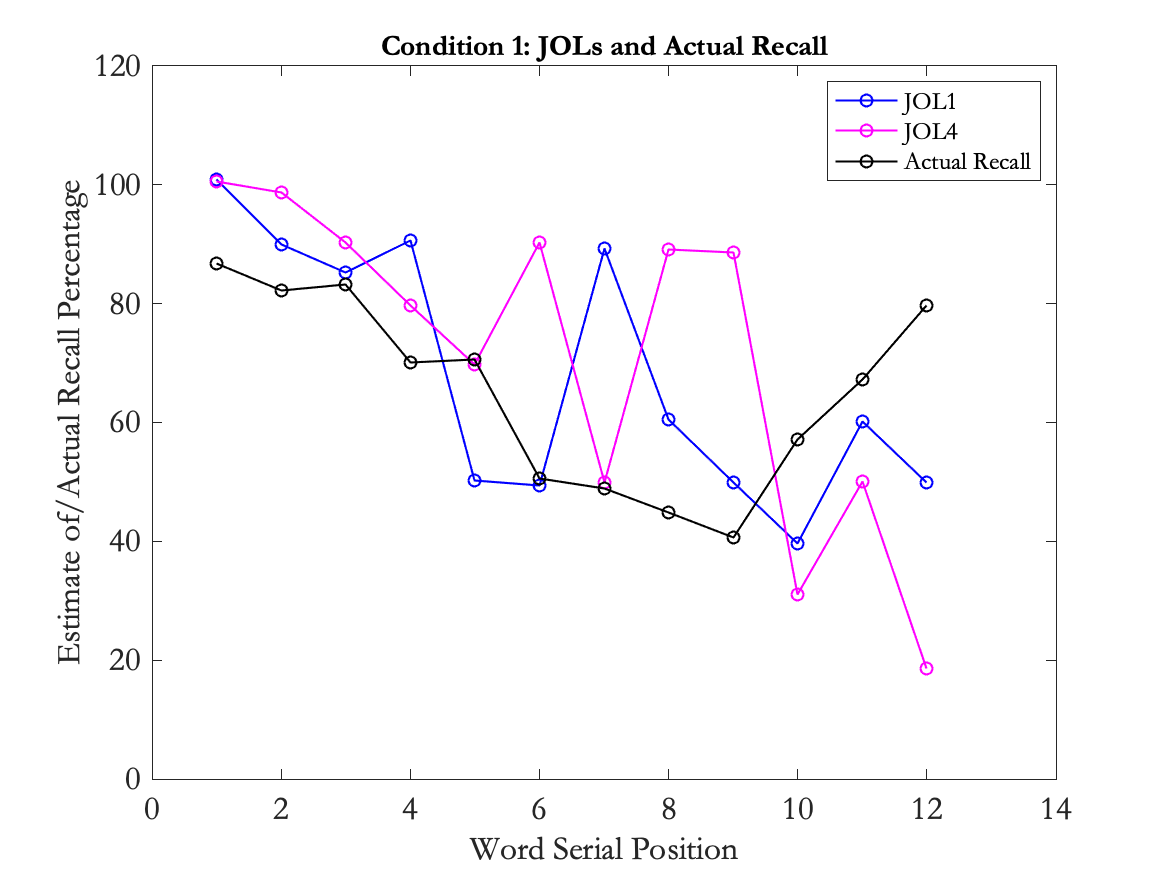 Condition 1: JOLs and Actual Recall
120
100
80
60
40
20
0
Estimate of/Actual Recall Percentage
JOL1
JOL4
Actual Recall
0 2 4 6 8 10 12 14
Word Serial Position